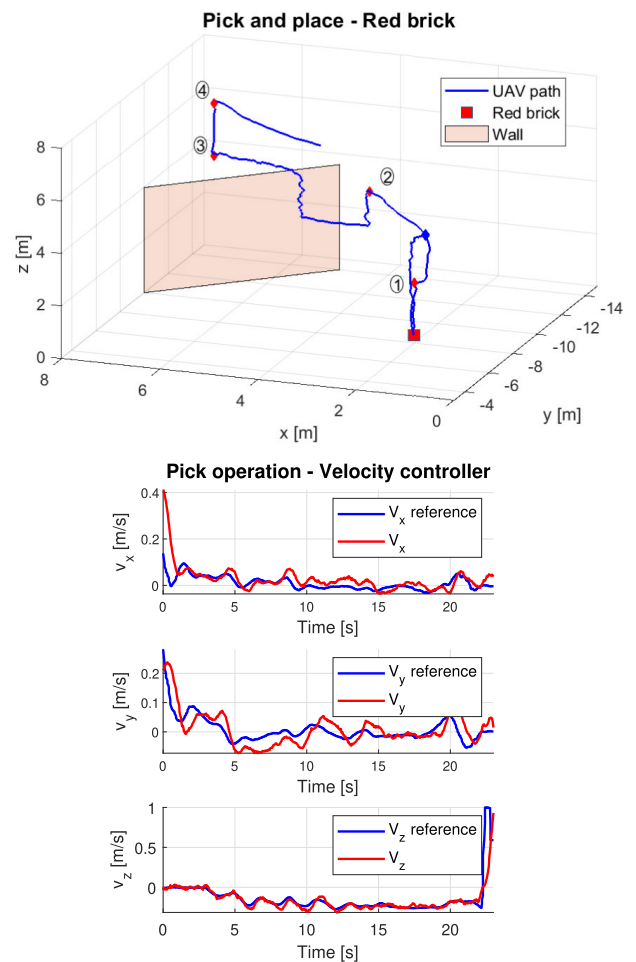 Pick and place - Red brick
UAV path
Red brick
Wall
④
③
②
①
8
6
4
2
0
z [m]
8
6
4
2
0
x [m]
-14
-12
-10
-8
-6
-4
y [m]
Pick operation - Velocity controller
0.4
0.2
0
v_x [m/s]
V_x reference
V_x
0 5 10 15 20
Time [s]
0.2
0.1
0
v_y [m/s]
V_y reference
V_y
0 5 10 15 20
Time [s]
1
0.5
0
v_z [m/s]
V_z reference
V_z
0 5 10 15 20
Time [s]